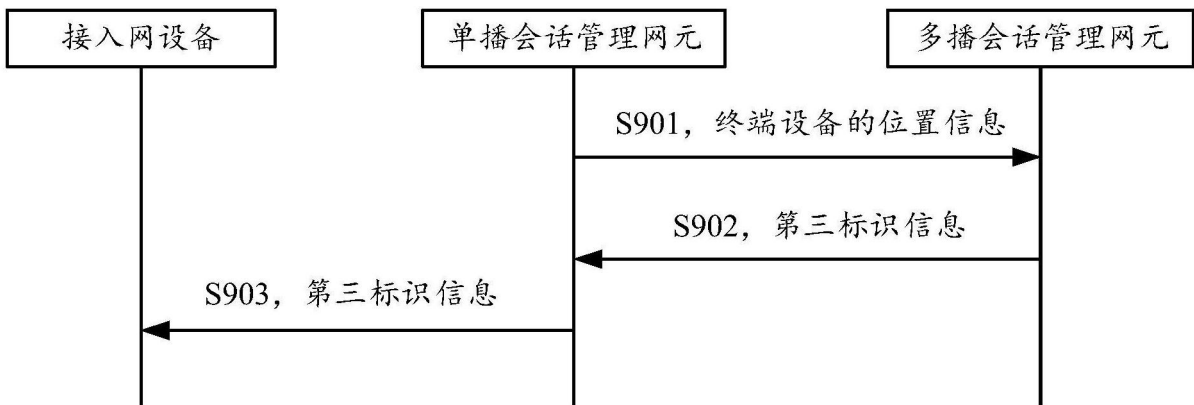 接入网设备
单播会话管理网元
多播会话管理网元
S901，终端设备的位置信息
S902，第三标识信息
S903，第三标识信息